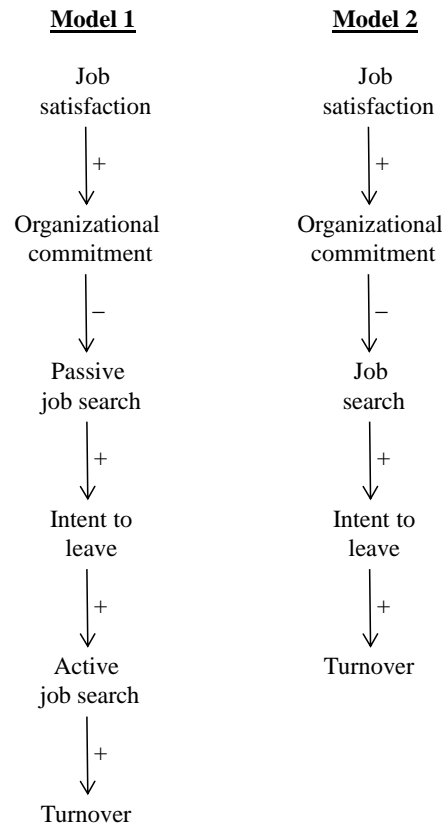 Model 1
Job
satisfaction
+
Organizational
commitment
−
Passive
job search
+
Intent to
leave
+
Active
job search
+
Turnover
Model 2
Job
satisfaction
+
Organizational
commitment
−
Job
search
+
Intent to
leave
+
Turnover